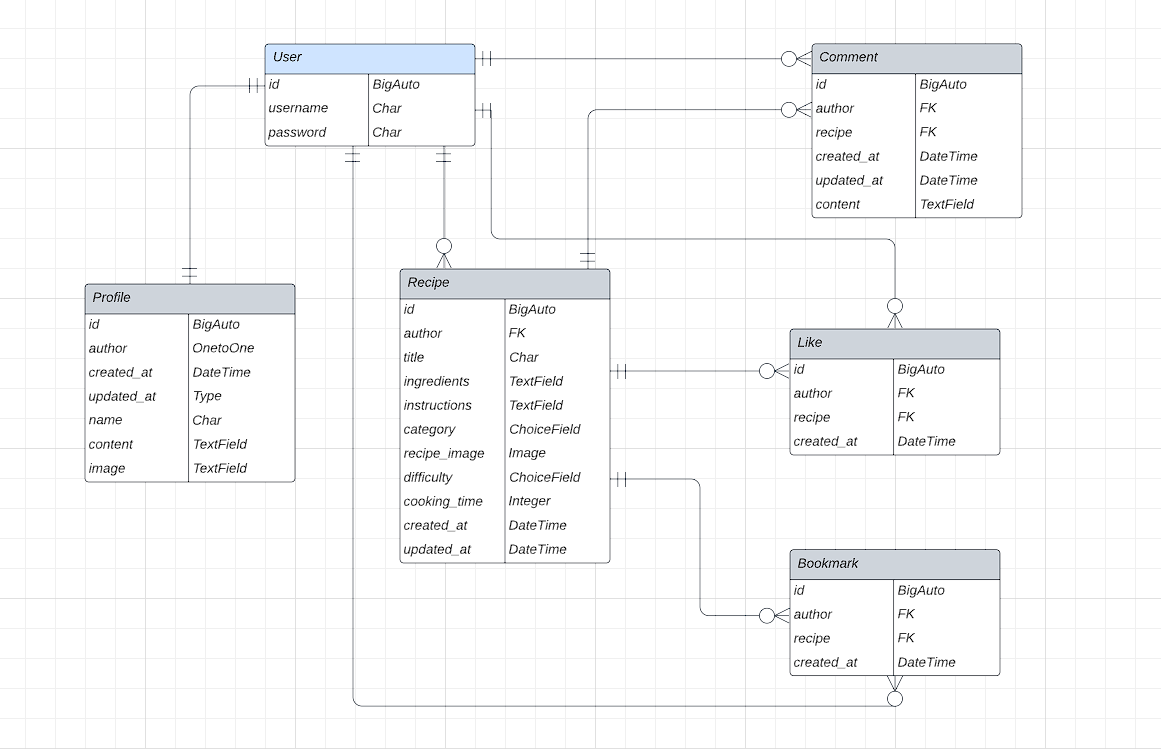 User
id BigAuto
username Char
password Char
Comment
id BigAuto
author FK
recipe FK
created_at DateTime
updated_at DateTime
content TextField
Profile
id BigAuto
author OnetoOne
created_at DateTime
updated_at Type
name Char
content TextField
image TextField
Recipe
id BigAuto
author FK
title Char
ingredients TextField
instructions TextField
category ChoiceField
recipe_image Image
difficulty ChoiceField
cooking_time Integer
created_at DateTime
updated_at DateTime
Like
id BigAuto
author FK
recipe FK
created_at DateTime
Bookmark
id BigAuto
author FK
recipe FK
created_at DateTime